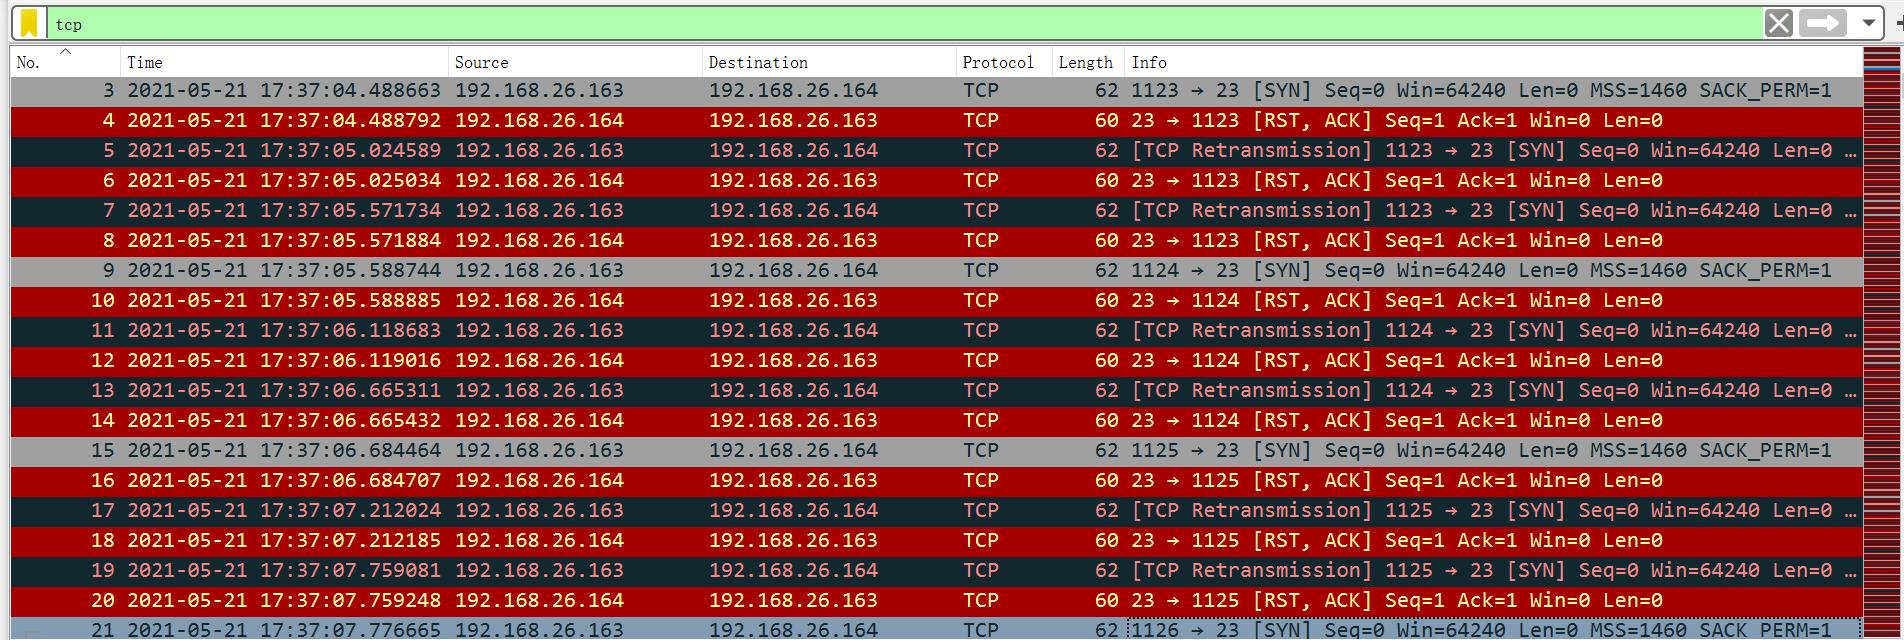 tcp
No. Time Source Destination Protocol Length Info
3 2021-05-21 17:37:04.488663 192.168.26.163 192.168.26.164 TCP 62 1123 → 23 [SYN] Seq=0 Win=64240 Len=0 MSS=1460 SACK_PERM=1
4 2021-05-21 17:37:04.488792 192.168.26.164 192.168.26.163 TCP 60 23 → 1123 [RST, ACK] Seq=1 Ack=1 Win=0 Len=0
5 2021-05-21 17:37:05.024589 192.168.26.163 192.168.26.164 TCP 62 [TCP Retransmission] 1123 → 23 [SYN] Seq=0 Win=64240 Len=0 …
6 2021-05-21 17:37:05.025034 192.168.26.164 192.168.26.163 TCP 60 23 → 1123 [RST, ACK] Seq=1 Ack=1 Win=0 Len=0
7 2021-05-21 17:37:05.571734 192.168.26.163 192.168.26.164 TCP 62 [TCP Retransmission] 1123 → 23 [SYN] Seq=0 Win=64240 Len=0 …
8 2021-05-21 17:37:05.571884 192.168.26.164 192.168.26.163 TCP 60 23 → 1123 [RST, ACK] Seq=1 Ack=1 Win=0 Len=0
9 2021-05-21 17:37:05.588744 192.168.26.163 192.168.26.164 TCP 62 1124 → 23 [SYN] Seq=0 Win=64240 Len=0 MSS=1460 SACK_PERM=1
10 2021-05-21 17:37:05.588885 192.168.26.164 192.168.26.163 TCP 60 23 → 1124 [RST, ACK] Seq=1 Ack=1 Win=0 Len=0
11 2021-05-21 17:37:06.118683 192.168.26.163 192.168.26.164 TCP 62 [TCP Retransmission] 1124 → 23 [SYN] Seq=0 Win=64240 Len=0 …
12 2021-05-21 17:37:06.119016 192.168.26.164 192.168.26.163 TCP 60 23 → 1124 [RST, ACK] Seq=1 Ack=1 Win=0 Len=0
13 2021-05-21 17:37:06.665311 192.168.26.163 192.168.26.164 TCP 62 [TCP Retransmission] 1124 → 23 [SYN] Seq=0 Win=64240 Len=0 …
14 2021-05-21 17:37:06.665432 192.168.26.164 192.168.26.163 TCP 60 23 → 1124 [RST, ACK] Seq=1 Ack=1 Win=0 Len=0
15 2021-05-21 17:37:06.684464 192.168.26.163 192.168.26.164 TCP 62 1125 → 23 [SYN] Seq=0 Win=64240 Len=0 MSS=1460 SACK_PERM=1
16 2021-05-21 17:37:06.684707 192.168.26.164 192.168.26.163 TCP 60 23 → 1125 [RST, ACK] Seq=1 Ack=1 Win=0 Len=0
17 2021-05-21 17:37:07.212024 192.168.26.163 192.168.26.164 TCP 62 [TCP Retransmission] 1125 → 23 [SYN] Seq=0 Win=64240 Len=0 …
18 2021-05-21 17:37:07.212185 192.168.26.164 192.168.26.163 TCP 60 23 → 1125 [RST, ACK] Seq=1 Ack=1 Win=0 Len=0
19 2021-05-21 17:37:07.759081 192.168.26.163 192.168.26.164 TCP 62 [TCP Retransmission] 1125 → 23 [SYN] Seq=0 Win=64240 Len=0 …
20 2021-05-21 17:37:07.759248 192.168.26.164 192.168.26.163 TCP 60 23 → 1125 [RST, ACK] Seq=1 Ack=1 Win=0 Len=0
21 2021-05-21 17:37:07.776665 192.168.26.163 192.168.26.164 TCP 62 1126 → 23 [SYN] Seq=0 Win=64240 Len=0 MSS=1460 SACK_PERM=1